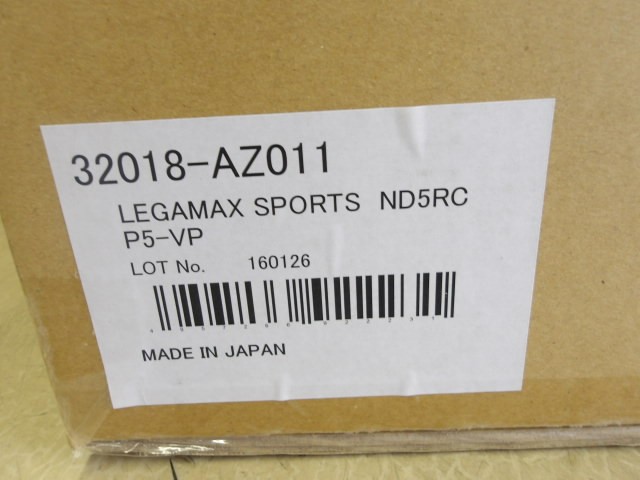 32018-AZ011
LEGAMAX SPORTS ND5RC
P5-VP
LOT No. 160126
MADE IN JAPAN